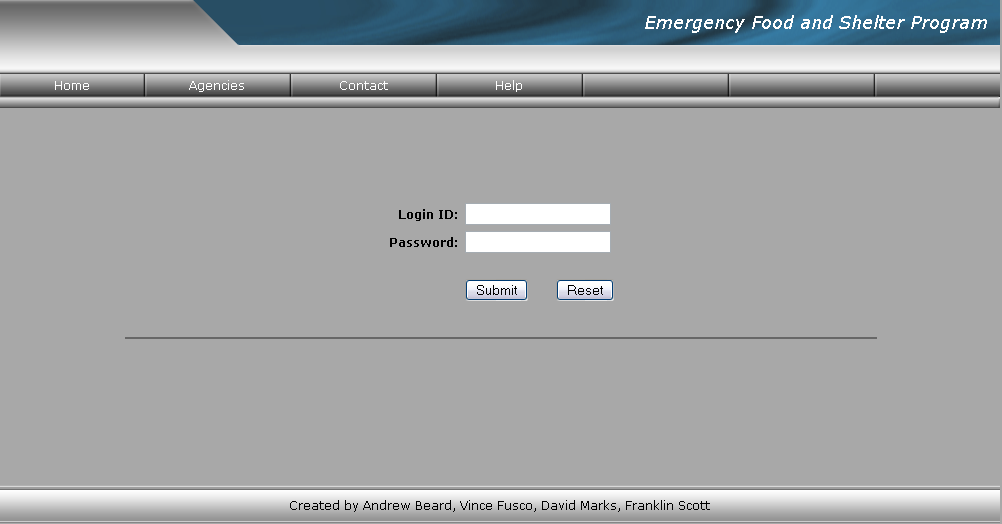 Emergency Food and Shelter Program
Home Agencies Contact Help
Login ID:
Password:
Submit Reset
Created by Andrew Beard, Vince Fusco, David Marks, Franklin Scott